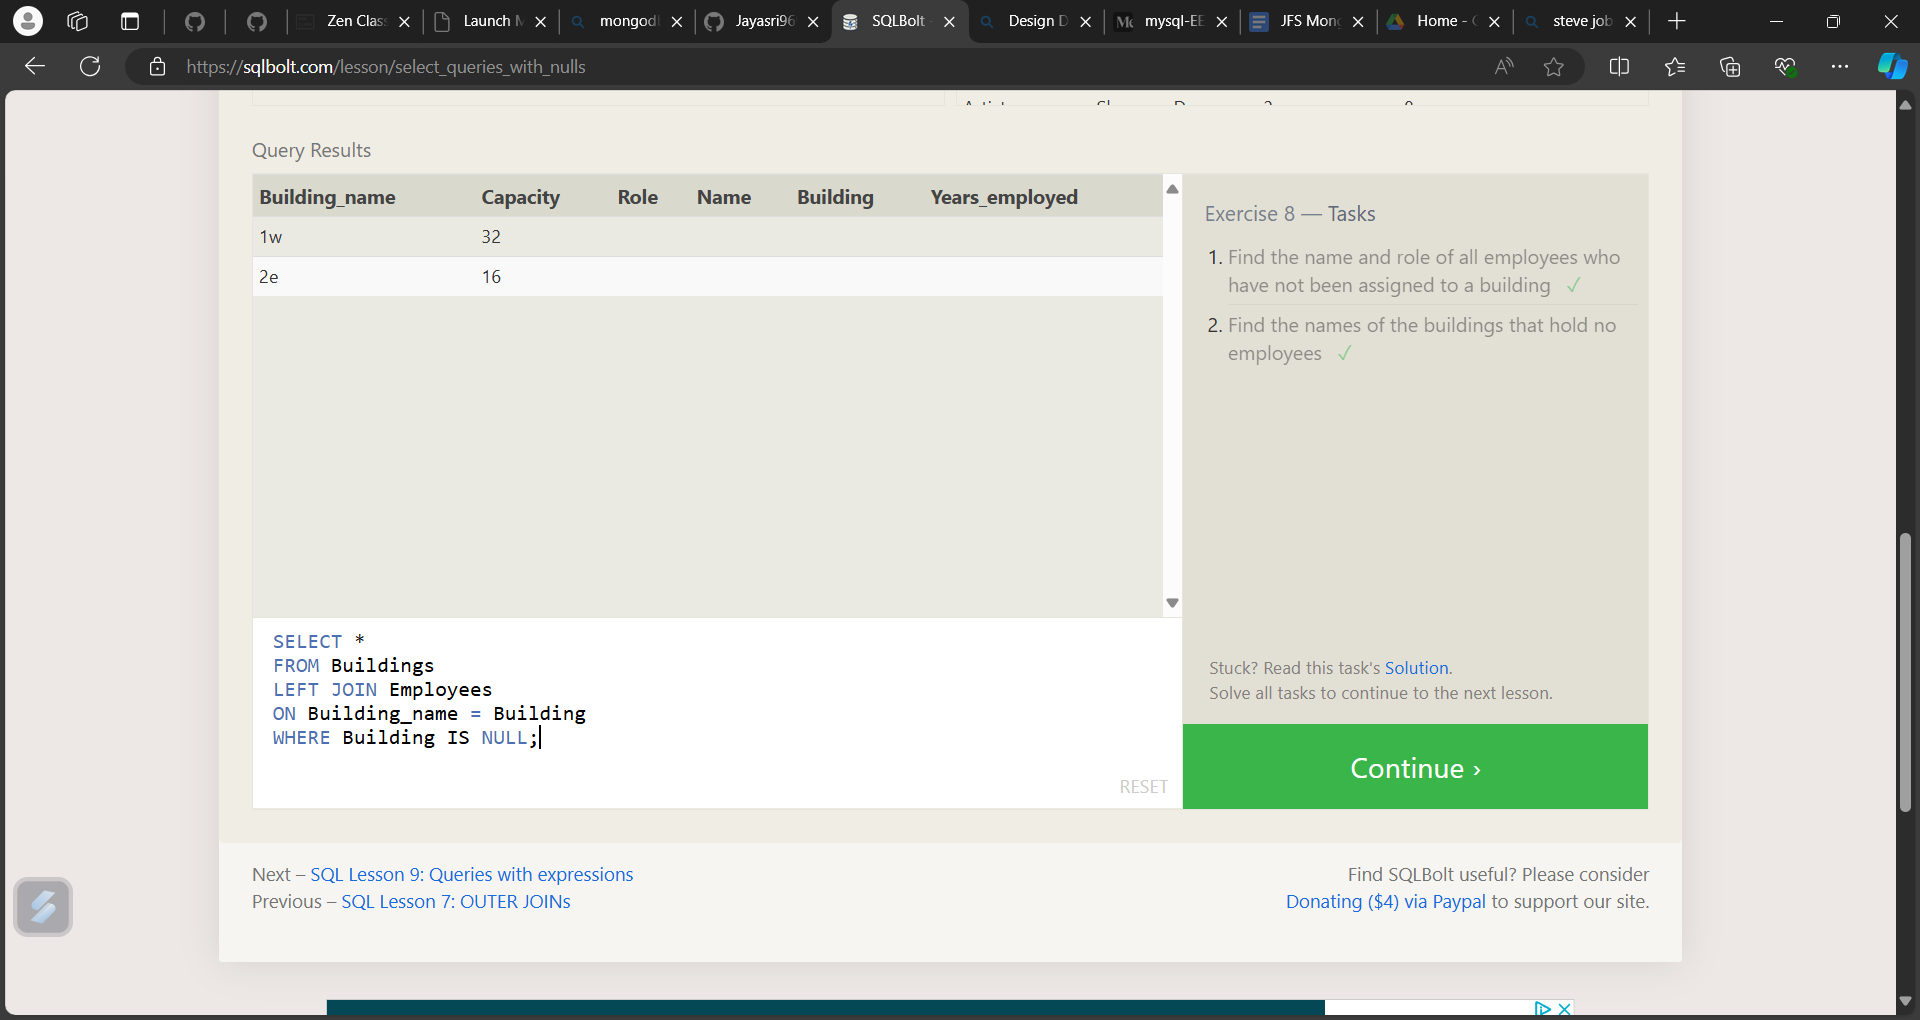 Zen Clas
Launch M
mongod
Jayasri96
SQLBolt -
Design D
mysql-EE
JFS Mong
Home - G
steve job
https://sqlbolt.com/lesson/select_queries_with_nulls
Query Results
Building_name Capacity Role Name Building Years_employed
1w 32
2e 16
Exercise 8 — Tasks
1. Find the name and role of all employees who
have not been assigned to a building ✓
2. Find the names of the buildings that hold no
employees ✓
SELECT *
FROM Buildings
LEFT JOIN Employees
ON Building_name = Building
WHERE Building IS NULL;
RESET
Stuck? Read this task's Solution.
Solve all tasks to continue to the next lesson.
Continue ›
Next – SQL Lesson 9: Queries with expressions
Previous – SQL Lesson 7: OUTER JOINs
Find SQLBolt useful? Please consider
Donating ($4) via Paypal to support our site.